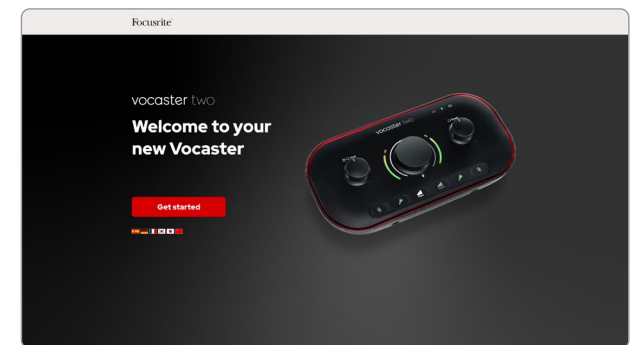 Focusrite®
vocaster two
Welcome to your
new Vocaster
vocaster two
Get started